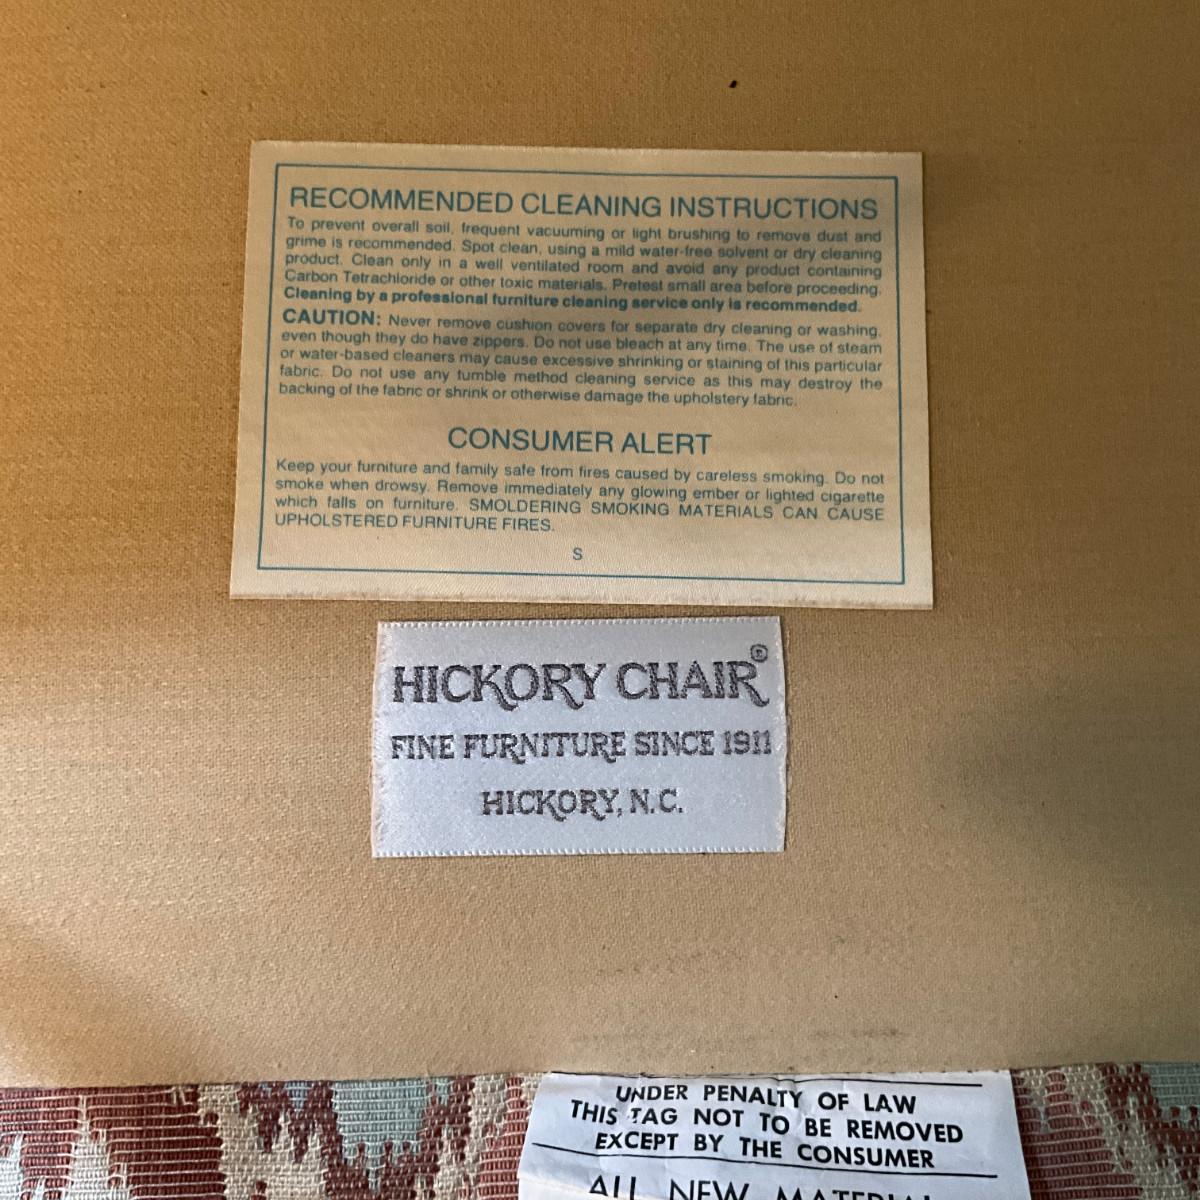 RECOMMENDED CLEANING INSTRUCTIONS
To prevent overall soil, frequent vacuuming or light brushing to remove dust and
grime is recommended. Spot clean, using a mild water-free solvent or dry cleaning
product. Clean only in a well ventilated room and avoid any product containing
Carbon Tetrachloride or other toxic materials. Pretest small area before proceeding.
Cleaning by a professional furniture cleaning service only is recommended.
CAUTION: Never remove cushion covers for separate dry cleaning or washing,
even though they do have zippers. Do not use bleach at any time. The use of steam
or water-based cleaners may cause excessive shrinking or staining of this particular
fabric. Do not use any tumble method cleaning service as this may destroy the
backing of the fabric or shrink or otherwise damage the upholstery fabric.
CONSUMER ALERT
Keep your furniture and family safe from fires caused by careless smoking. Do not
smoke when drowsy. Remove immediately any glowing ember or lighted cigarette
which falls on furniture. SMOLDERING SMOKING MATERIALS CAN CAUSE
UPHOLSTERED FURNITURE FIRES.
S
HICKORY CHAIR®
FINE FURNITURE SINCE 1911
HICKORY, N.C.
UNDER PENALTY OF LAW
THIS TAG NOT TO BE REMOVED
EXCEPT BY THE CONSUMER
ALL NEW MATERIAL